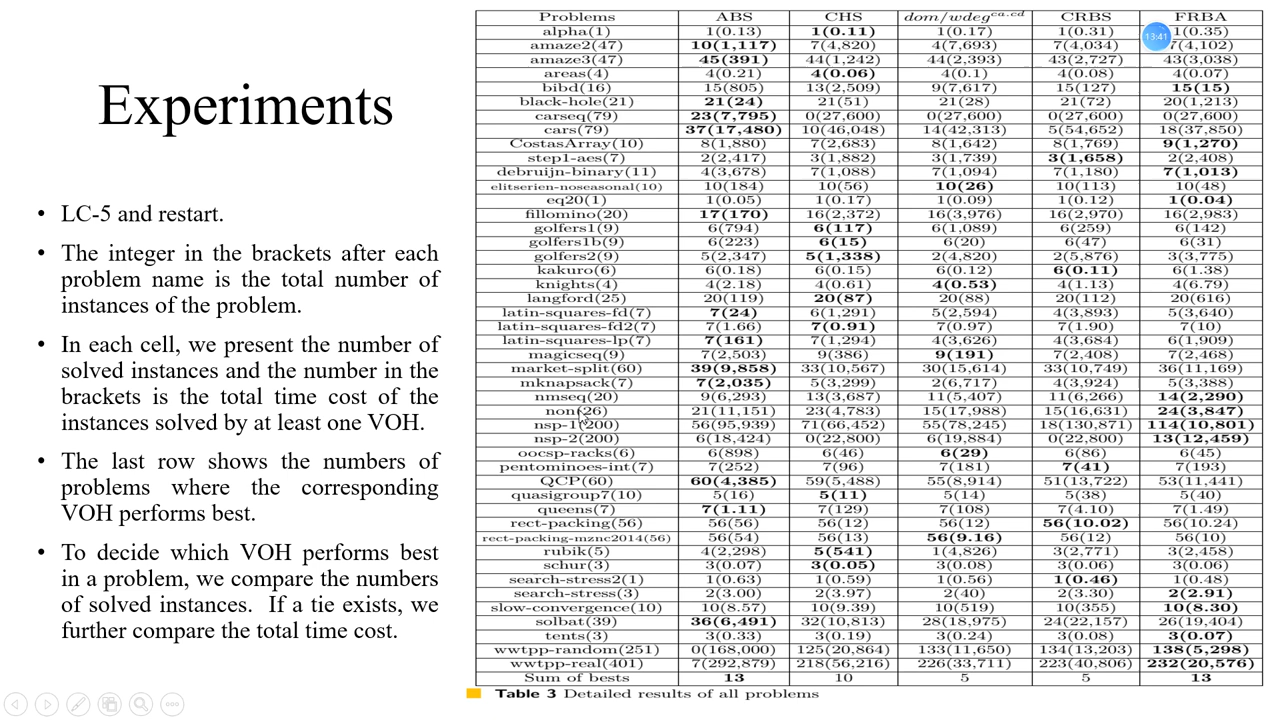 Experiments
• LC-5 and restart.
• The integer in the brackets after each
problem name is the total number of
instances of the problem.
• In each cell, we present the number of
solved instances and the number in the
brackets is the total time cost of the
instances solved by at least one VOH.
• The last row shows the numbers of
problems where the corresponding
VOH performs best.
• To decide which VOH performs best
in a problem, we compare the numbers
of solved instances. If a tie exists, we
further compare the total time cost.
Problems ABS CHS dom/wdeg^ca.cd CRBS FRBA
alpha(1) 1(0.13) 1(0.11) 1(0.17) 1(0.31) 1(0.35)
13:41
amaze2(47) 10(1,117) 7(4,820) 4(7,693) 7(4,034) 7(4,102)
amaze3(47) 45(391) 44(1,242) 44(2,393) 43(2,727) 43(3,038)
areas(4) 4(0.21) 4(0.06) 4(0.1) 4(0.08) 4(0.07)
bibd(16) 15(805) 13(2,509) 9(7,617) 15(127) 15(15)
black-hole(21) 21(24) 21(51) 21(28) 21(72) 20(1,213)
carseq(79) 23(7,795) 0(27,600) 0(27,600) 0(27,600) 0(27,600)
cars(79) 37(17,480) 10(46,048) 14(42,313) 5(54,652) 18(37,850)
CostasArray(10) 8(1,880) 7(2,683) 8(1,642) 8(1,769) 9(1,270)
step1-aes(7) 2(2,417) 3(1,882) 3(1,739) 3(1,658) 2(2,408)
debruijn-binary(11) 4(3,678) 7(1,088) 7(1,094) 7(1,180) 7(1,013)
elitserien-noseasonal(10) 10(184) 10(56) 10(26) 10(113) 10(48)
eq20(1) 1(0.05) 1(0.17) 1(0.09) 1(0.12) 1(0.04)
fillomino(20) 17(170) 16(2,372) 16(3,976) 16(2,970) 16(2,983)
golfers1(9) 6(794) 6(117) 6(1,089) 6(259) 6(142)
golfers1b(9) 6(223) 6(15) 6(20) 6(47) 6(31)
golfers2(9) 5(2,347) 5(1,338) 2(4,820) 2(5,876) 3(3,775)
kakuro(6) 6(0.18) 6(0.15) 6(0.12) 6(0.11) 6(1.38)
knights(4) 4(2.18) 4(0.61) 4(0.53) 4(1.13) 4(6.79)
langford(25) 20(119) 20(87) 20(88) 20(112) 20(616)
latin-squares-fd(7) 7(24) 6(1,291) 5(2,594) 4(3,893) 5(3,640)
latin-squares-fd2(7) 7(1.66) 7(0.91) 7(0.97) 7(1.90) 7(10)
latin-squares-lp(7) 7(161) 7(1,294) 4(3,626) 4(3,684) 6(1,909)
magicseq(9) 7(2,503) 9(386) 9(191) 7(2,408) 7(2,468)
market-split(60) 39(9,858) 33(10,567) 30(15,614) 33(10,749) 36(11,169)
mknapsack(7) 7(2,035) 5(3,299) 2(6,717) 4(3,924) 5(3,388)
nmseq(20) 9(6,293) 13(3,687) 11(5,407) 11(6,266) 14(2,290)
non(26) 21(11,151) 23(4,783) 15(17,988) 15(16,631) 24(3,847)
nsp-1(200) 56(95,939) 71(66,452) 55(78,245) 18(130,871) 114(10,801)
nsp-2(200) 6(18,424) 0(22,800) 6(19,884) 0(22,800) 13(12,459)
oocsp-racks(6) 6(898) 6(46) 6(29) 6(86) 6(45)
pentominoes-int(7) 7(252) 7(96) 7(181) 7(41) 7(193)
QCP(60) 60(4,385) 59(5,488) 55(8,914) 51(13,722) 53(11,441)
quasigroup7(10) 5(16) 5(11) 5(14) 5(38) 5(40)
queens(7) 7(1.11) 7(129) 7(108) 7(4.10) 7(1.49)
rect-packing(56) 56(56) 56(12) 56(12) 56(10.02) 56(10.24)
rect-packing-mznc2014(56) 56(54) 56(13) 56(9.16) 56(12) 56(10)
rubik(5) 4(2,298) 5(541) 1(4,826) 3(2,771) 3(2,458)
schur(3) 3(0.07) 3(0.05) 3(0.08) 3(0.06) 3(0.06)
search-stress2(1) 1(0.63) 1(0.59) 1(0.56) 1(0.46) 1(0.48)
search-stress(3) 2(3.00) 2(3.97) 2(40) 2(3.30) 2(2.91)
slow-convergence(10) 10(8.57) 10(9.39) 10(519) 10(355) 10(8.30)
solbat(39) 36(6,491) 32(10,813) 28(18,975) 24(22,157) 26(19,404)
tents(3) 3(0.33) 3(0.19) 3(0.24) 3(0.08) 3(0.07)
wwtpp-random(251) 0(168,000) 125(20,864) 133(11,650) 134(13,203) 138(5,298)
wwtpp-real(401) 7(292,879) 218(56,216) 226(33,711) 223(40,806) 232(20,576)
Sum of bests 13 10 5 5 13
Table 3 Detailed results of all problems